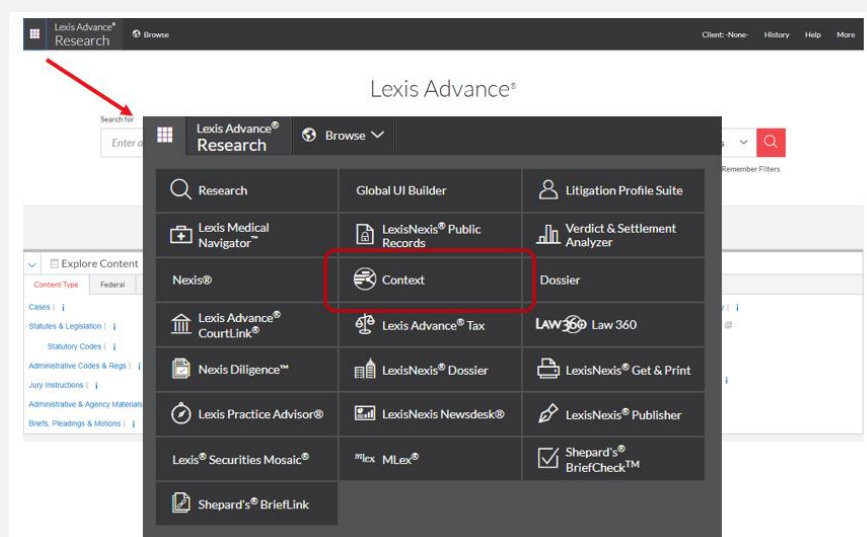 Lexis Advance®
Research
Browse
Client: -None- History Help More
Lexis Advance®
Search for
Enter a
Remember Filters
Explore Content
Content Type Federal
Cases | i
Statutes & Legislation | i
Statutory Codes | i
Administrative Codes & Regs | i
Jury Instructions | i
Administrative & Agency Materials
Briefs, Pleadings & Motions | i
Lexis Advance®
Research
Browse
Research
Global UI Builder
Litigation Profile Suite
Lexis Medical
Navigator™
LexisNexis® Public
Records
Verdict & Settlement
Analyzer
Nexis®
Context
Dossier
Lexis Advance®
CourtLink®
Lexis Advance® Tax
LAW360 Law 360
Nexis Diligence™
LexisNexis® Dossier
LexisNexis® Get & Print
Lexis Practice Advisor®
LexisNexis Newsdesk®
LexisNexis® Publisher
Lexis® Securities Mosaic®
mlex MLex®
Shepard's®
BriefCheck™
Shepard's® BriefLink